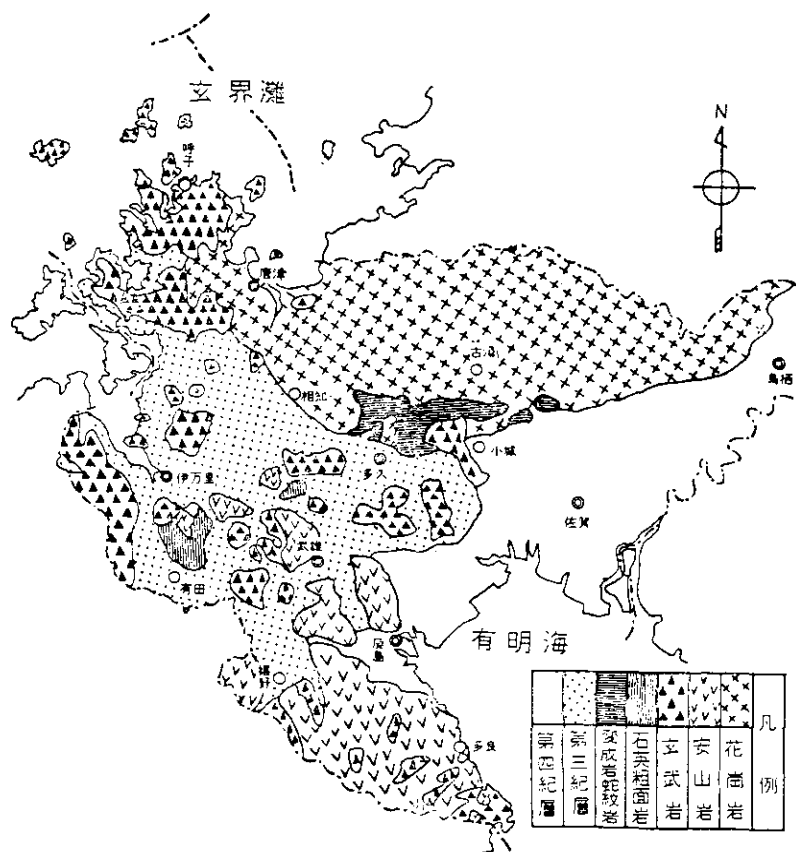 玄界灘
呼子
N
唐津
古湯
鳥栖
相知
小城
多久
伊万里
佐賀
武雄
有田
有明海
鹿島
嬉野
多良
凡例
花崗岩
安山岩
玄武岩
石英粗面岩
変成岩蛇紋岩
第三紀層
第四紀層